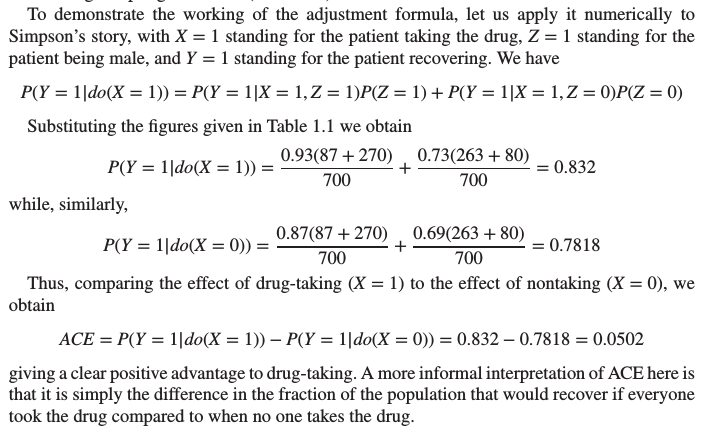 To demonstrate the working of the adjustment formula, let us apply it numerically to
Simpson’s story, with X = 1 standing for the patient taking the drug, Z = 1 standing for the
patient being male, and Y = 1 standing for the patient recovering. We have
P(Y = 1|do(X = 1)) = P(Y = 1|X = 1, Z = 1)P(Z = 1) + P(Y = 1|X = 1, Z = 0)P(Z = 0)
Substituting the figures given in Table 1.1 we obtain
P(Y = 1|do(X = 1)) = 0.93(87 + 270)/700 + 0.73(263 + 80)/700 = 0.832
while, similarly,
P(Y = 1|do(X = 0)) = 0.87(87 + 270)/700 + 0.69(263 + 80)/700 = 0.7818
Thus, comparing the effect of drug-taking (X = 1) to the effect of nontaking (X = 0), we
obtain
ACE = P(Y = 1|do(X = 1)) − P(Y = 1|do(X = 0)) = 0.832 − 0.7818 = 0.0502
giving a clear positive advantage to drug-taking. A more informal interpretation of ACE here is
that it is simply the difference in the fraction of the population that would recover if everyone
took the drug compared to when no one takes the drug.